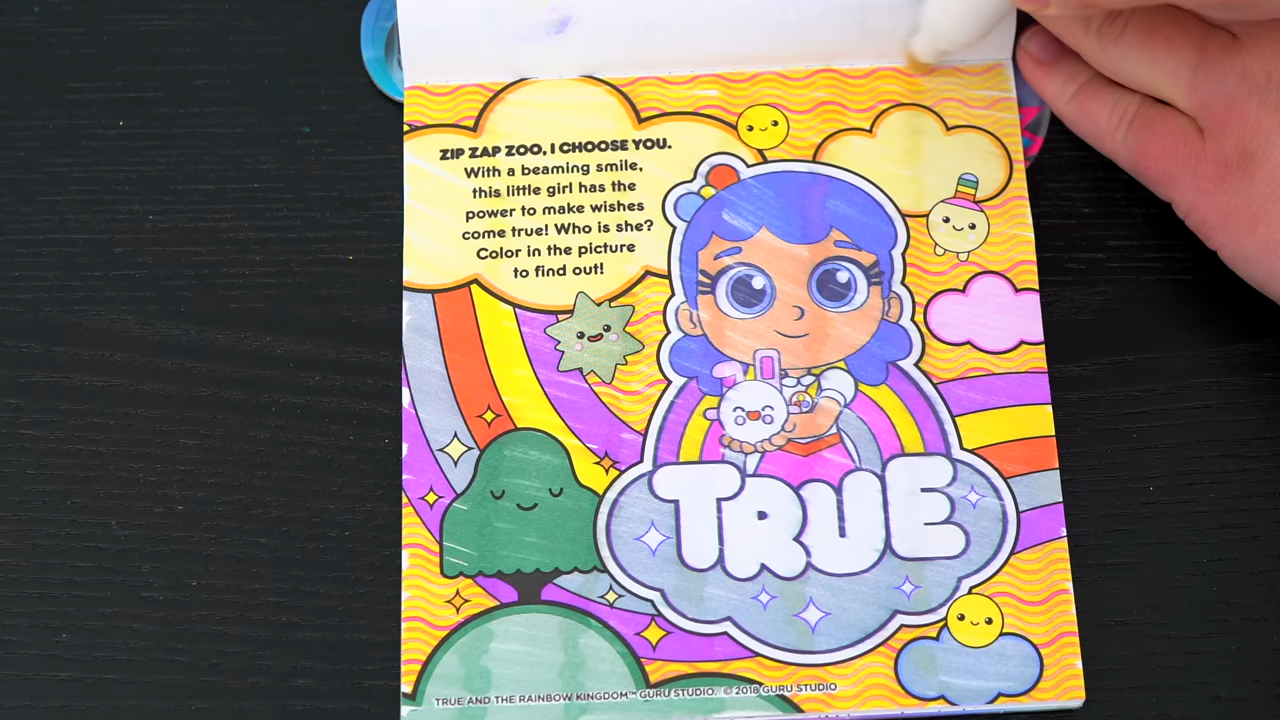 ZIP ZAP ZOO, I CHOOSE YOU.
With a beaming smile,
this little girl has the
power to make wishes
come true! Who is she?
Color in the picture
to find out!
TRUE
TRUE AND THE RAINBOW KINGDOM™ GURU STUDIO. © 2018 GURU STUDIO